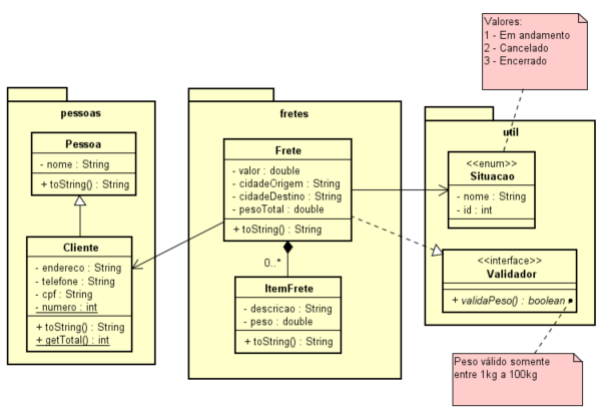 Valores:
1 - Em andamento
2 - Cancelado
3 - Encerrado
pessoas
Pessoa
- nome : String
+ toString() : String
Cliente
- endereco : String
- telefone : String
- cpf : String
- numero : int
+ toString() : String
+ getTotal() : int
fretes
Frete
- valor : double
- cidadeOrigem : String
- cidadeDestino : String
- pesoTotal : double
+ toString() : String
0..*
ItemFrete
- descricao : String
- peso : double
+ toString() : String
util
<<enum>>
Situacao
- nome : String
- id : int
<<interface>>
Validador
+ validaPeso() : boolean
Peso válido somente
entre 1kg a 100kg